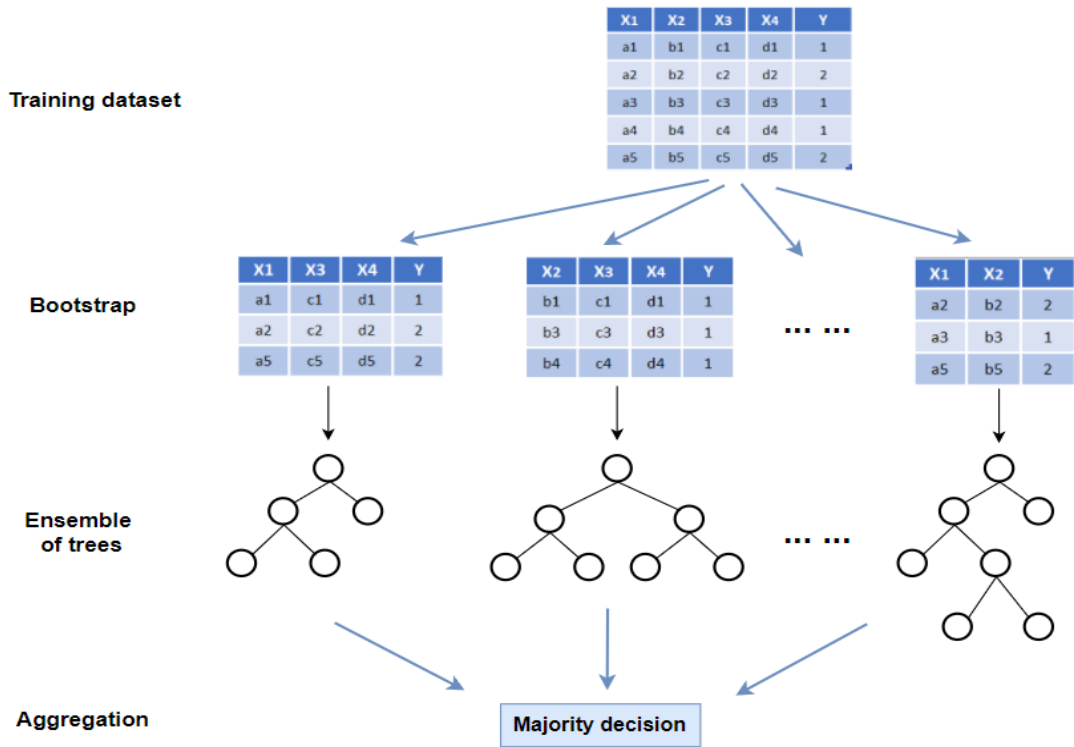 X1 X2 X3 X4 Y
a1 b1 c1 d1 1
a2 b2 c2 d2 2
Training dataset
a3 b3 c3 d3 1
a4 b4 c4 d4 1
a5 b5 c5 d5 2
X1 X3 X4 Y
a1 c1 d1 1
a2 c2 d2 2
a5 c5 d5 2
X2 X3 X4 Y
b1 c1 d1 1
b3 c3 d3 1
b4 c4 d4 1
X1 X2 Y
a2 b2 2
a3 b3 1
a5 b5 2
Bootstrap
... ...
Ensemble
of trees
... ...
Aggregation
Majority decision